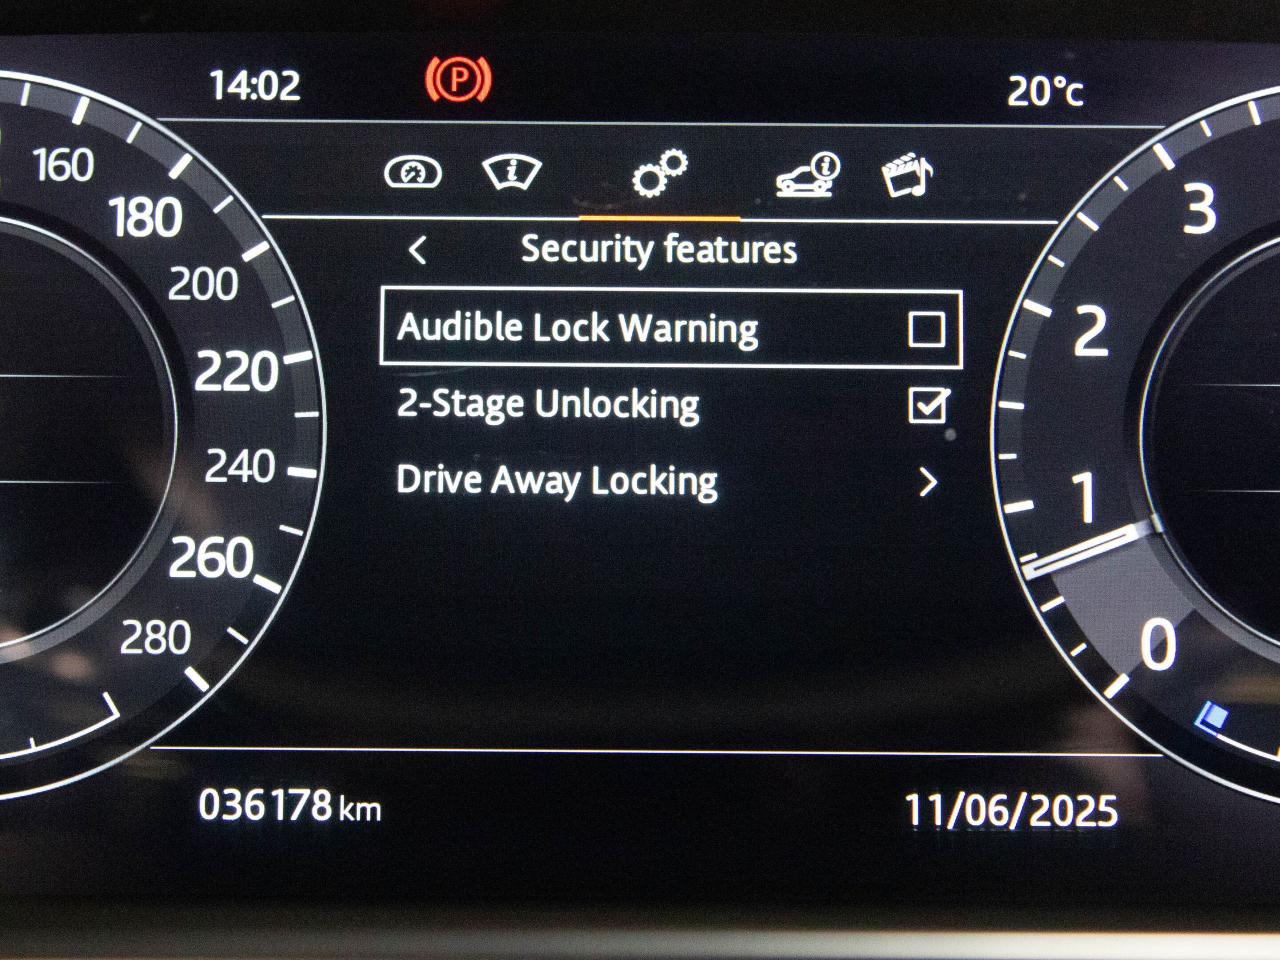 14:02
P
20°c
160
180
200
220
240
260
280
Security features
Audible Lock Warning
2-Stage Unlocking
Drive Away Locking
3
2
1
0
036178 km
11/06/2025